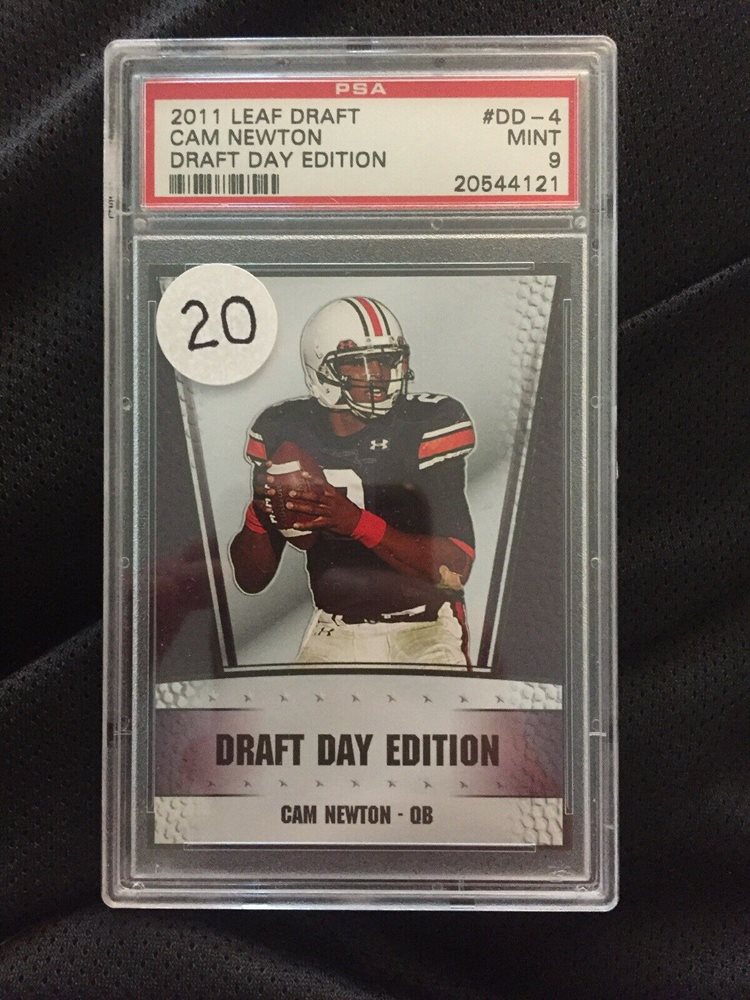 PSA
2011 LEAF DRAFT #DD-4
CAM NEWTON MINT
DRAFT DAY EDITION 9
20544121
20
DRAFT DAY EDITION
CAM NEWTON - QB